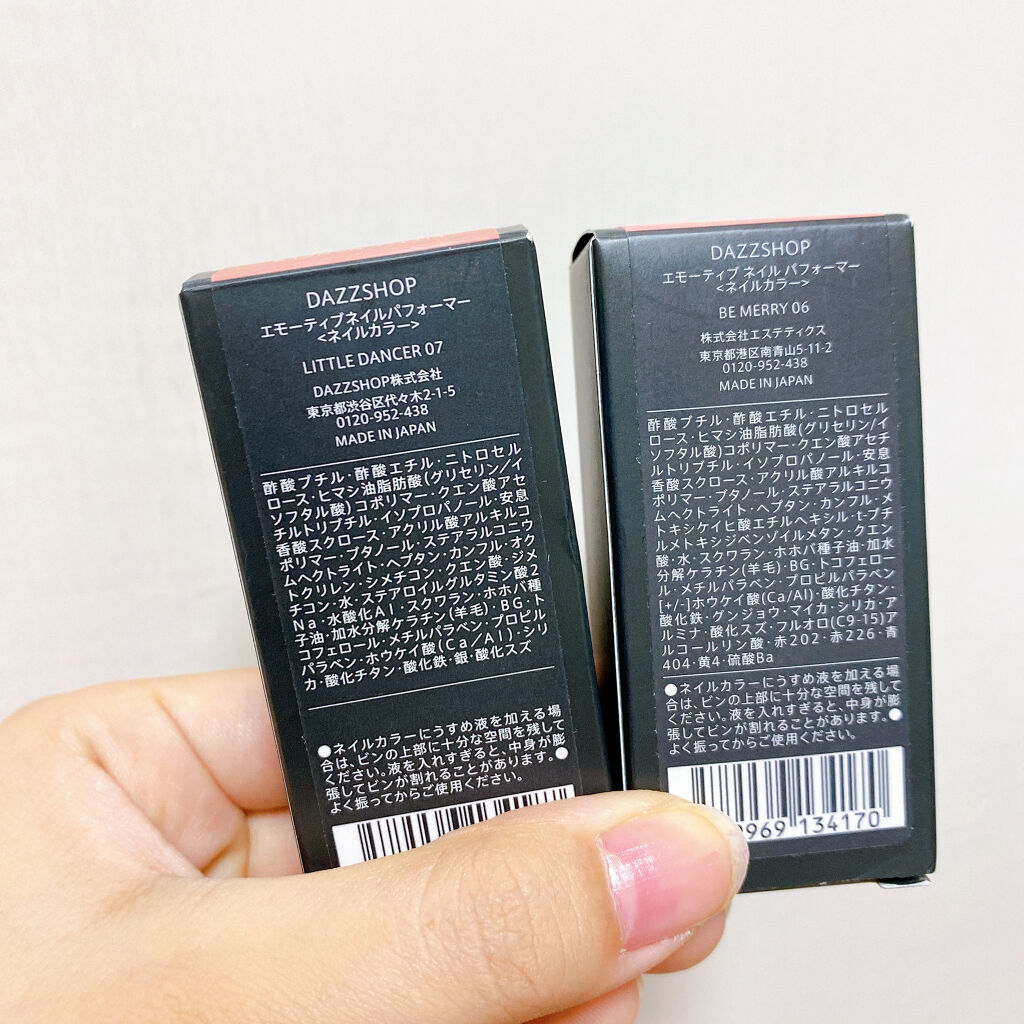 DAZZSHOP
エモーティブネイルパフォーマー
<ネイルカラー>
LITTLE DANCER 07
DAZZSHOP株式会社
東京都渋谷区代々木2-1-5
0120-952-438
MADE IN JAPAN
酢酸ブチル・酢酸エチル・ニトロセル
ロース・ヒマシ油脂肪酸(グリセリン/イ
ソフタル酸)コポリマー・クエン酸アセ
チルトリブチル・イソプロパノール・安息
香酸スクロース・アクリル酸アルキルコ
ポリマー・ブタノール・ステアラルコニウ
ムヘクトライト・ヘプタン・カンフル・オク
トクリレン・シメチコン・クエン酸・ジメ
チコン・水・ステアロイルグルタミン酸2
Na・水酸化Al・スクワラン・ホホバ種
子油・加水分解ケラチン(羊毛)・BG・ト
コフェロール・メチルパラベン・プロピル
パラベン・ホウケイ酸(Ca/Al)・シリ
カ・酸化チタン・酸化鉄・銀・酸化スズ
●ネイルカラーにうすめ液を加える場
合は、ビンの上部に十分な空間を残して
ください。液を入れすぎると、中身が膨●
張してビンが割れることがあります。
よく振ってからご使用ください。
DAZZSHOP
エモーティブ ネイル パフォーマー
<ネイルカラー>
BE MERRY 06
株式会社エステティクス
東京都港区南青山5-11-2
0120-952-438
MADE IN JAPAN
酢酸ブチル・酢酸エチル・ニトロセル
ロース・ヒマシ油脂肪酸(グリセリン/イ
ソフタル酸)コポリマー・クエン酸アセチ
ルトリブチル・イソプロパノール・安息
香酸スクロース・アクリル酸アルキルコ
ポリマー・ブタノール・ステアラルコニウ
ムヘクトライト・ヘプタン・カンフル・メ
トキシケイヒ酸エチルヘキシル・t-ブチ
ルメトキシジベンゾイルメタン・クエン
酸・水・スクワラン・ホホバ種子油・加水
分解ケラチン(羊毛)・BG・トコフェロー
ル・メチルパラベン・プロピルパラベン
[+/-]ホウケイ酸(Ca/Al)・酸化チタン・
酸化鉄・グンジョウ・マイカ・シリカ・ア
ルミナ・酸化スズ・フルオロ(C9-15)ア
ルコールリン酸・赤202・赤226・青
404・黄4・硫酸Ba
●ネイルカラーにうすめ液を加える場
合は、ビンの上部に十分な空間を残して
ください。液を入れすぎると、中身が膨●
張してビンが割れることがあります。
よく振ってからご使用ください。
969 134170